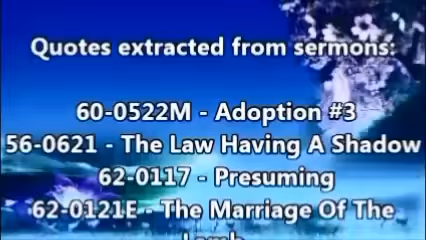 Quotes extracted from sermons:
60-0522M - Adoption #3
56-0621 - The Law Having A Shadow
62-0117 - Presuming
62-0121E - The Marriage Of The
Lamb